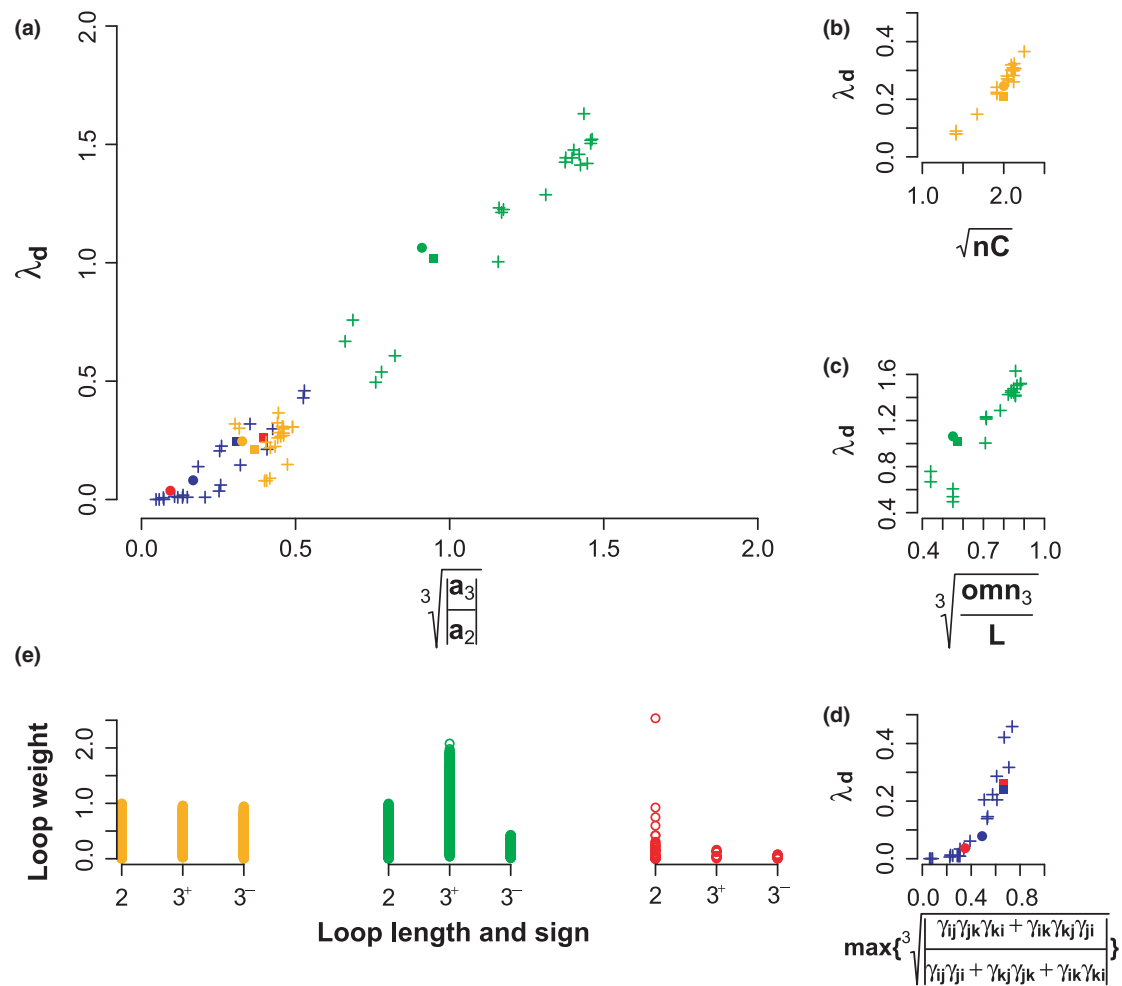 (a)
2.0
1.5
1.0
0.5
0.0
λd
0.0 0.5 1.0 1.5 2.0
∛|a₃/a₂|
(b)
0.4
0.2
0.0
λd
1.0 2.0
√nC
(c)
1.6
1.2
0.8
0.4
λd
0.4 0.7 1.0
∛omn₃/L
(d)
0.4
0.2
0.0
λd
0.0 0.4 0.8
max{∛|γijγjkγki + γikγkjγji / γijγji + γkjγjk + γikγki|}
(e)
Loop weight
2.0
1.0
0.0
2 3⁺ 3⁻ 2 3⁺ 3⁻ 2 3⁺ 3⁻
Loop length and sign